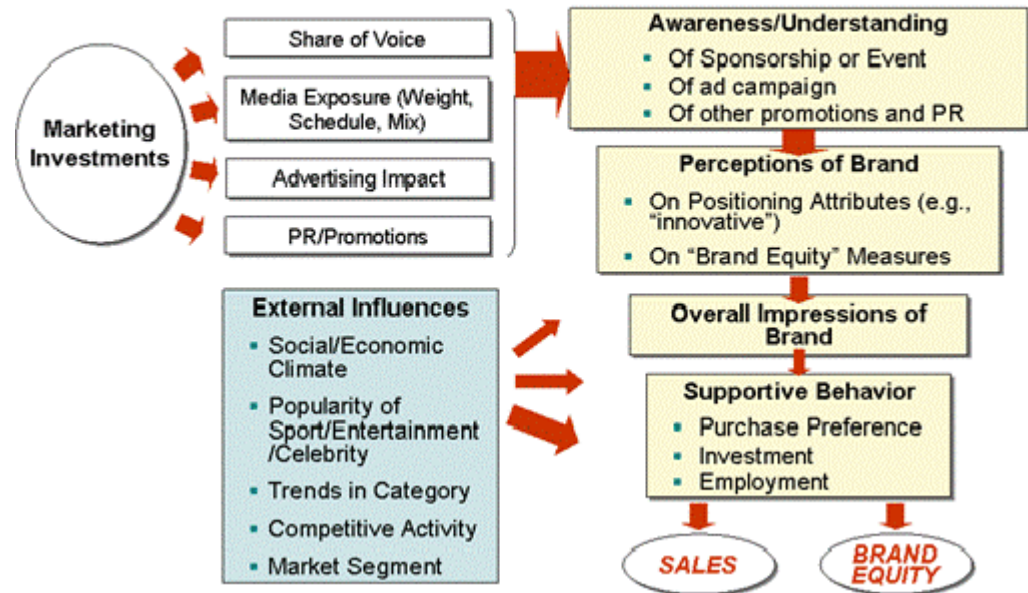 Marketing
Investments
Share of Voice
Media Exposure (Weight,
Schedule, Mix)
Advertising Impact
PR/Promotions
Awareness/Understanding
▪ Of Sponsorship or Event
▪ Of ad campaign
▪ Of other promotions and PR
Perceptions of Brand
▪ On Positioning Attributes (e.g.,
“innovative”)
▪ On “Brand Equity” Measures
External Influences
▪ Social/Economic
Climate
▪ Popularity of
Sport/Entertainment
/Celebrity
▪ Trends in Category
▪ Competitive Activity
▪ Market Segment
Overall Impressions of
Brand
Supportive Behavior
▪ Purchase Preference
▪ Investment
▪ Employment
SALES
BRAND
EQUITY